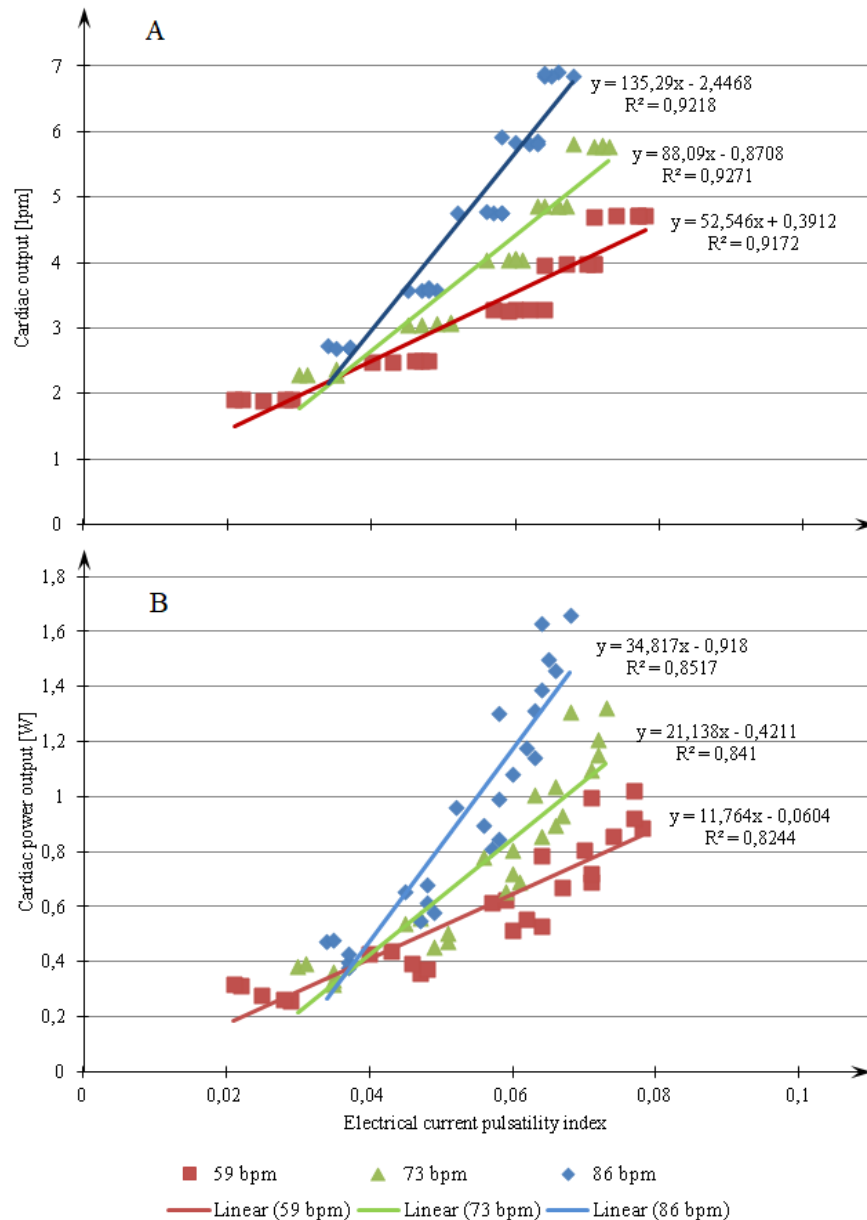 A
7
6
5
4
3
2
1
0
Cardiac output [lpm]
y = 135,29x - 2,4468
R² = 0,9218
y = 88,09x - 0,8708
R² = 0,9271
y = 52,546x + 0,3912
R² = 0,9172
B
1,8
1,6
1,4
1,2
1
0,8
0,6
0,4
0,2
0
Cardiac power output [W]
y = 34,817x - 0,918
R² = 0,8517
y = 21,138x - 0,4211
R² = 0,841
y = 11,764x - 0,0604
R² = 0,8244
0 0,02 0,04 0,06 0,08 0,1
Electrical current pulsatility index
59 bpm 73 bpm 86 bpm
Linear (59 bpm) Linear (73 bpm) Linear (86 bpm)